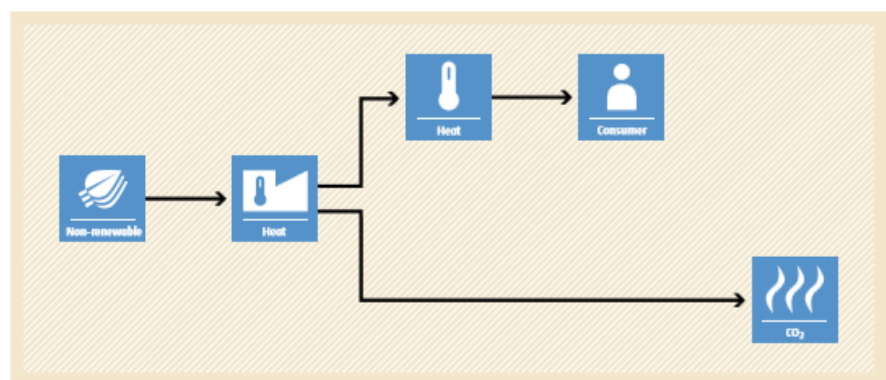 Heat
Consumer
Non-renewable
Heat
CO₂